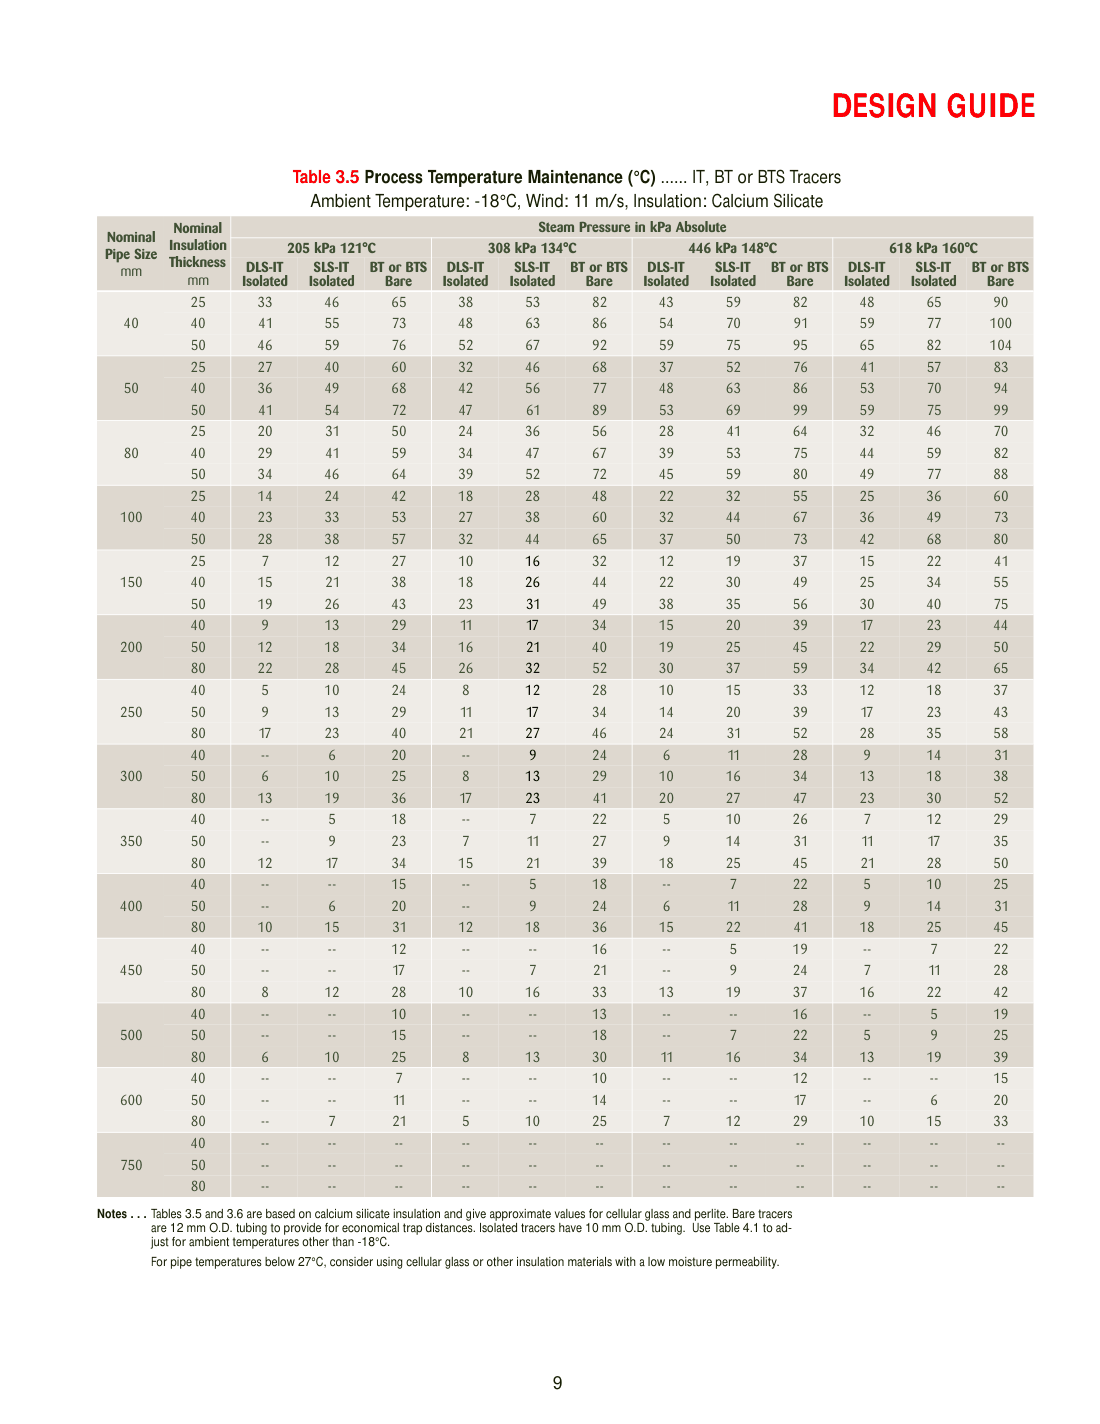 DESIGN GUIDE
Table 3.5 Process Temperature Maintenance (°C) ...... IT, BT or BTS Tracers
Ambient Temperature: -18°C, Wind: 11 m/s, Insulation: Calcium Silicate
Nominal Pipe Size mm Nominal Insulation Thickness mm Steam Pressure in kPa Absolute
205 kPa 121°C 308 kPa 134°C 446 kPa 148°C 618 kPa 160°C
DLS-IT Isolated SLS-IT Isolated BT or BTS Bare DLS-IT Isolated SLS-IT Isolated BT or BTS Bare DLS-IT Isolated SLS-IT Isolated BT or BTS Bare DLS-IT Isolated SLS-IT Isolated BT or BTS Bare
25 33 46 65 38 53 82 43 59 82 48 65 90
40 40 41 55 73 48 63 86 54 70 91 59 77 100
50 46 59 76 52 67 92 59 75 95 65 82 104
25 27 40 60 32 46 68 37 52 76 41 57 83
50 40 36 49 68 42 56 77 48 63 86 53 70 94
50 41 54 72 47 61 89 53 69 99 59 75 99
25 20 31 50 24 36 56 28 41 64 32 46 70
80 40 29 41 59 34 47 67 39 53 75 44 59 82
50 34 46 64 39 52 72 45 59 80 49 77 88
25 14 24 42 18 28 48 22 32 55 25 36 60
100 40 23 33 53 27 38 60 32 44 67 36 49 73
50 28 38 57 32 44 65 37 50 73 42 68 80
25 7 12 27 10 16 32 12 19 37 15 22 41
150 40 15 21 38 18 26 44 22 30 49 25 34 55
50 19 26 43 23 31 49 38 35 56 30 40 75
40 9 13 29 11 17 34 15 20 39 17 23 44
200 50 12 18 34 16 21 40 19 25 45 22 29 50
80 22 28 45 26 32 52 30 37 59 34 42 65
40 5 10 24 8 12 28 10 15 33 12 18 37
250 50 9 13 29 11 17 34 14 20 39 17 23 43
80 17 23 40 21 27 46 24 31 52 28 35 58
40 -- 6 20 -- 9 24 6 11 28 9 14 31
300 50 6 10 25 8 13 29 10 16 34 13 18 38
80 13 19 36 17 23 41 20 27 47 23 30 52
40 -- 5 18 -- 7 22 5 10 26 7 12 29
350 50 -- 9 23 7 11 27 9 14 31 11 17 35
80 12 17 34 15 21 39 18 25 45 21 28 50
40 -- -- 15 -- 5 18 -- 7 22 5 10 25
400 50 -- 6 20 -- 9 24 6 11 28 9 14 31
80 10 15 31 12 18 36 15 22 41 18 25 45
40 -- -- 12 -- -- 16 -- 5 19 -- 7 22
450 50 -- -- 17 -- 7 21 -- 9 24 7 11 28
80 8 12 28 10 16 33 13 19 37 16 22 42
40 -- -- 10 -- -- 13 -- -- 16 -- 5 19
500 50 -- -- 15 -- -- 18 -- 7 22 5 9 25
80 6 10 25 8 13 30 11 16 34 13 19 39
40 -- -- 7 -- -- 10 -- -- 12 -- -- 15
600 50 -- -- 11 -- -- 14 -- -- 17 -- 6 20
80 -- 7 21 5 10 25 7 12 29 10 15 33
40 -- -- -- -- -- -- -- -- -- -- -- --
750 50 -- -- -- -- -- -- -- -- -- -- -- --
80 -- -- -- -- -- -- -- -- -- -- -- --
Notes . . . Tables 3.5 and 3.6 are based on calcium silicate insulation and give approximate values for cellular glass and perlite. Bare tracers
are 12 mm O.D. tubing to provide for economical trap distances. Isolated tracers have 10 mm O.D. tubing. Use Table 4.1 to ad-
just for ambient temperatures other than -18°C.
For pipe temperatures below 27°C, consider using cellular glass or other insulation materials with a low moisture permeability.
9